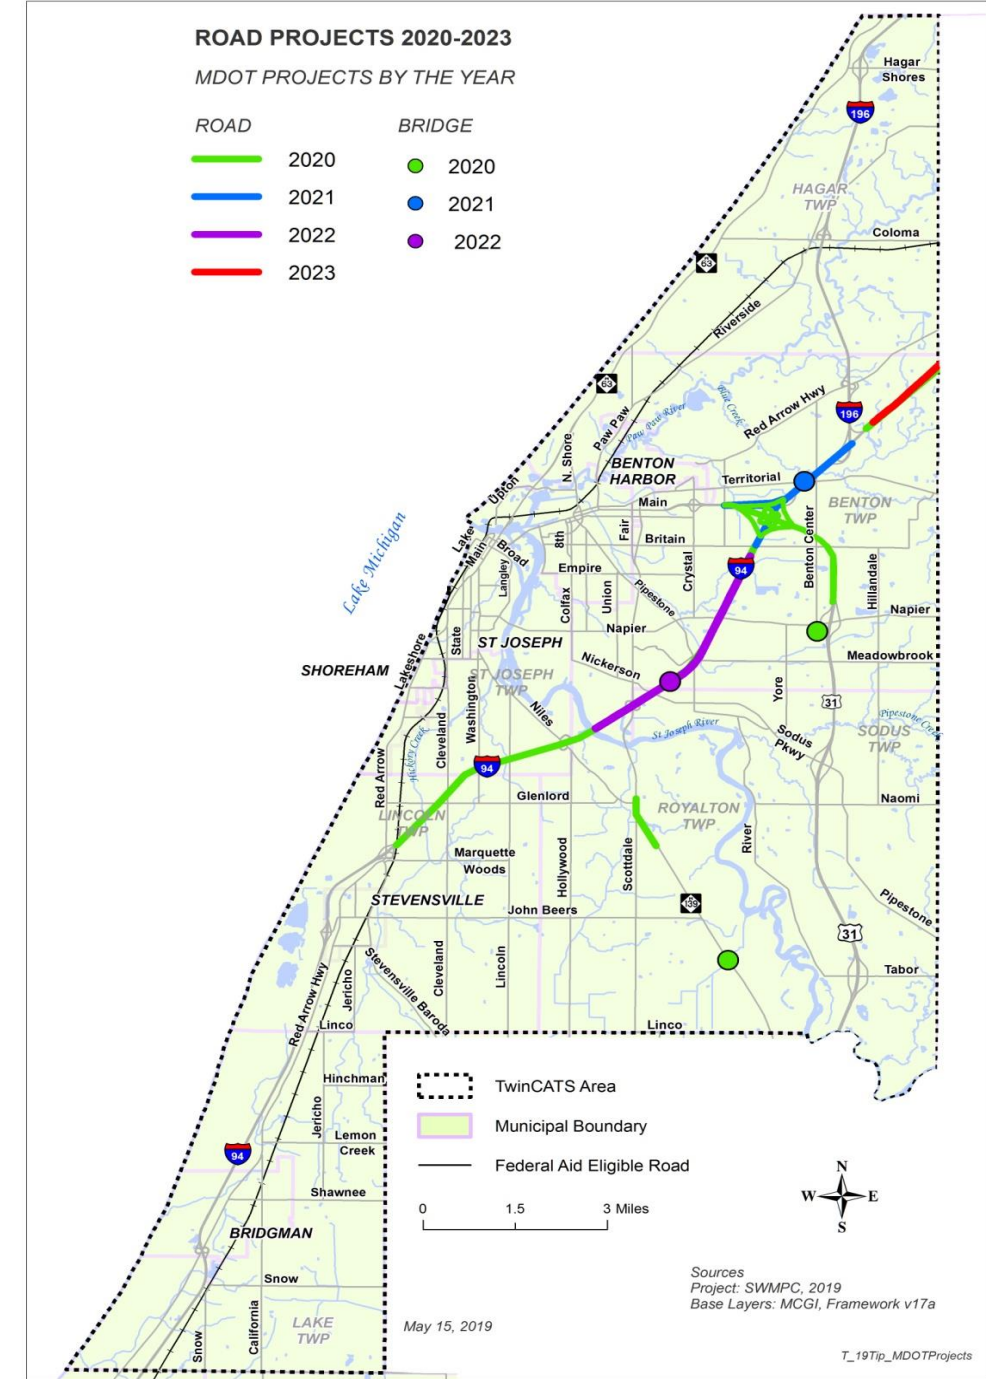 ROAD PROJECTS 2020-2023
MDOT PROJECTS BY THE YEAR
ROAD
BRIDGE
2020
2020
2021
2021
2022
2022
2023
Hagar
Shores
196
HAGAR
TWP
Coloma
63
Riverside
63
Blue Creek
Red Arrow Hwy
196
Paw Paw
Paw Paw River
N. Shore
BENTON
HARBOR
Territorial
Upton
Main
BENTON
TWP
Lake Michigan
Lake
Main
Broad
8th
Fair
Britain
Benton Center
Langley
Empire
Crystal
94
Hillandale
Colfax
Union
Pipestone
Napier
Napier
State
ST JOSEPH
Meadowbrook
SHOREHAM
Lakeshore
ST JOSEPH
TWP
Nickerson
Yore
31
Washington
Niles
Cleveland
St Joseph River
Sodus
Pkwy
Pipestone Creek
SODUS
TWP
Hickory Creek
Red Arrow
94
Glenlord
Naomi
LINCOLN
TWP
ROYALTON
TWP
River
Marquette
Woods
Hollywood
Scottdale
STEVENSVILLE
John Beers
139
Pipestone
31
Cleveland
Lincoln
Tabor
Red Arrow Hwy
Jericho
Stevensville Baroda
Linco
Linco
Hinchman
TwinCATS Area
Jericho
Municipal Boundary
Lemon
Creek
94
Federal Aid Eligible Road
Shawnee
N
W
E
S
0
1.5
3 Miles
BRIDGMAN
Snow
Sources
Project: SWMPC, 2019
Base Layers: MCGI, Framework v17a
LAKE
TWP
May 15, 2019
Snow
California
T_19Tip_MDOTProjects